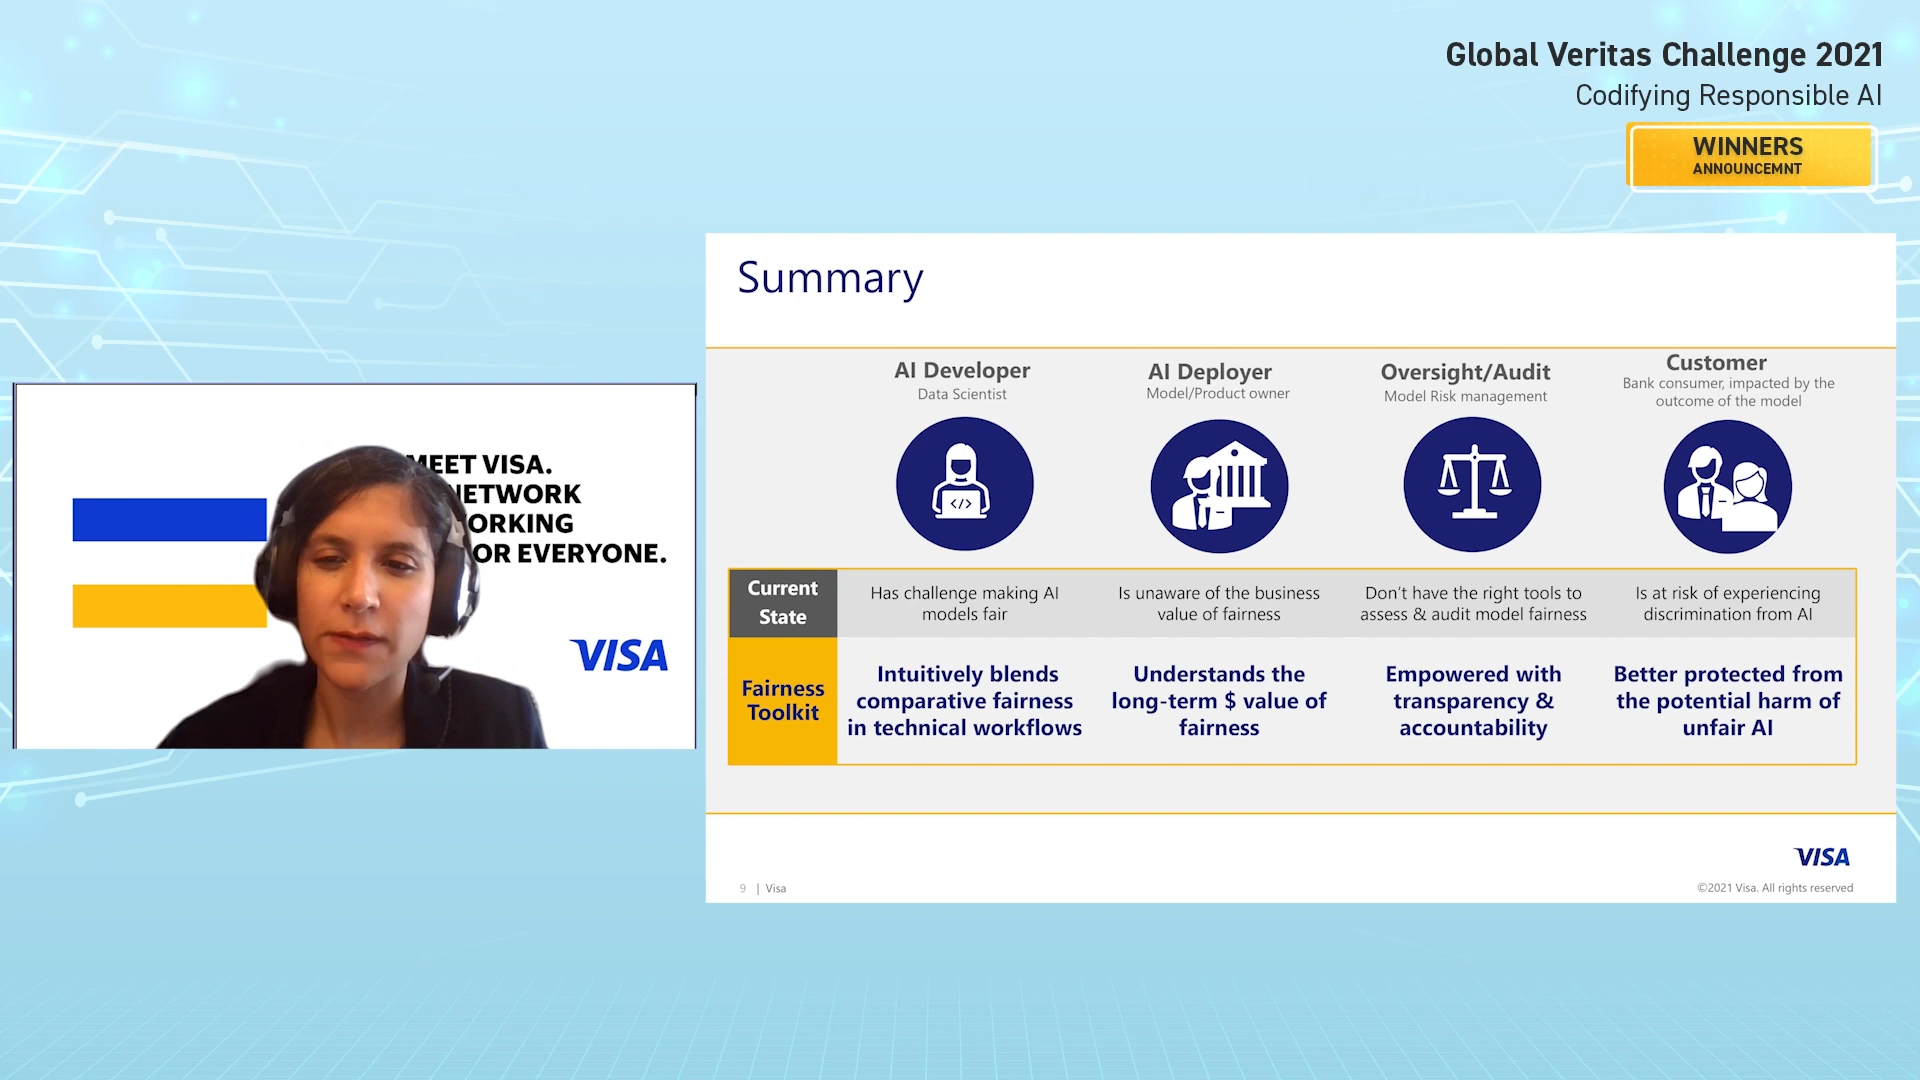 Global Veritas Challenge 2021
Codifying Responsible AI
WINNERS
ANNOUNCEMNT
MEET VISA.
NETWORK
ORKING
OR EVERYONE.
VISA
Summary
AI Developer
Data Scientist
AI Deployer
Model/Product owner
Oversight/Audit
Model Risk management
Customer
Bank consumer, impacted by the
outcome of the model
</>
Current
State
Has challenge making AI
models fair
Is unaware of the business
value of fairness
Don't have the right tools to
assess & audit model fairness
Is at risk of experiencing
discrimination from AI
Fairness
Toolkit
Intuitively blends
comparative fairness
in technical workflows
Understands the
long-term $ value of
fairness
Empowered with
transparency &
accountability
Better protected from
the potential harm of
unfair AI
VISA
9 | Visa
©2021 Visa. All rights reserved